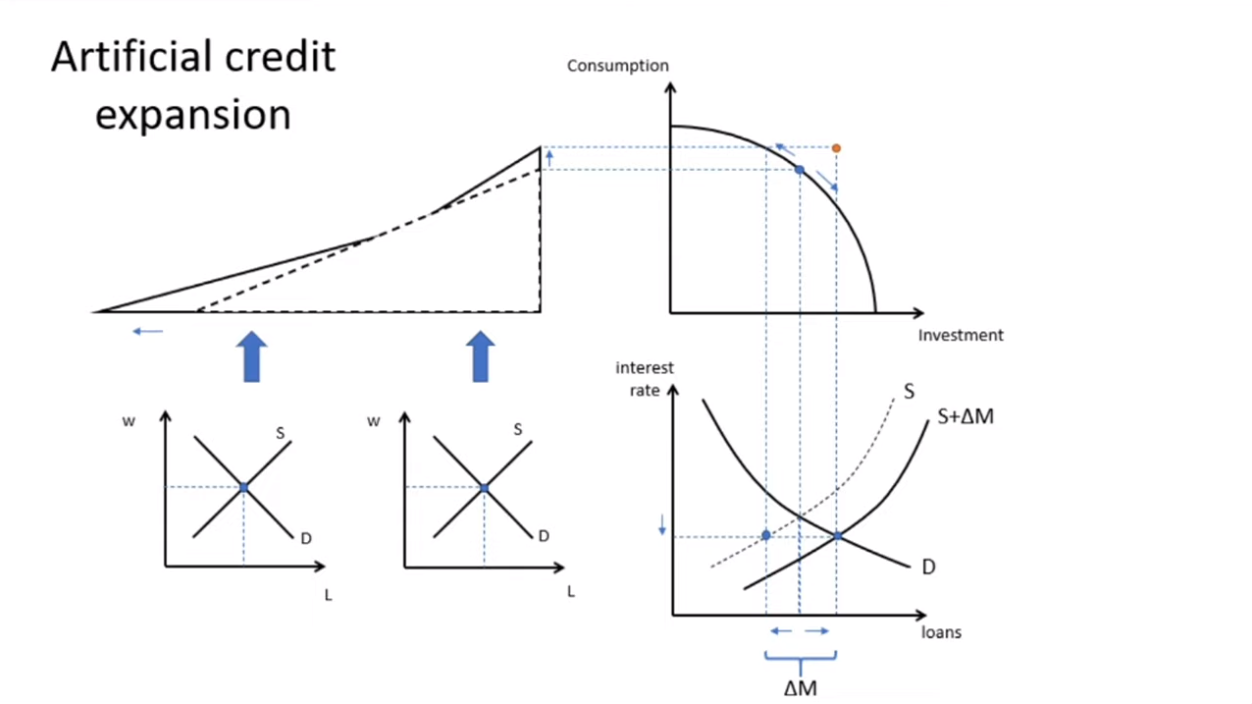 Artificial credit
expansion
Consumption
Investment
interest
rate
S
S+ΔM
D
loans
ΔM
w
S
D
L
w
S
D
L